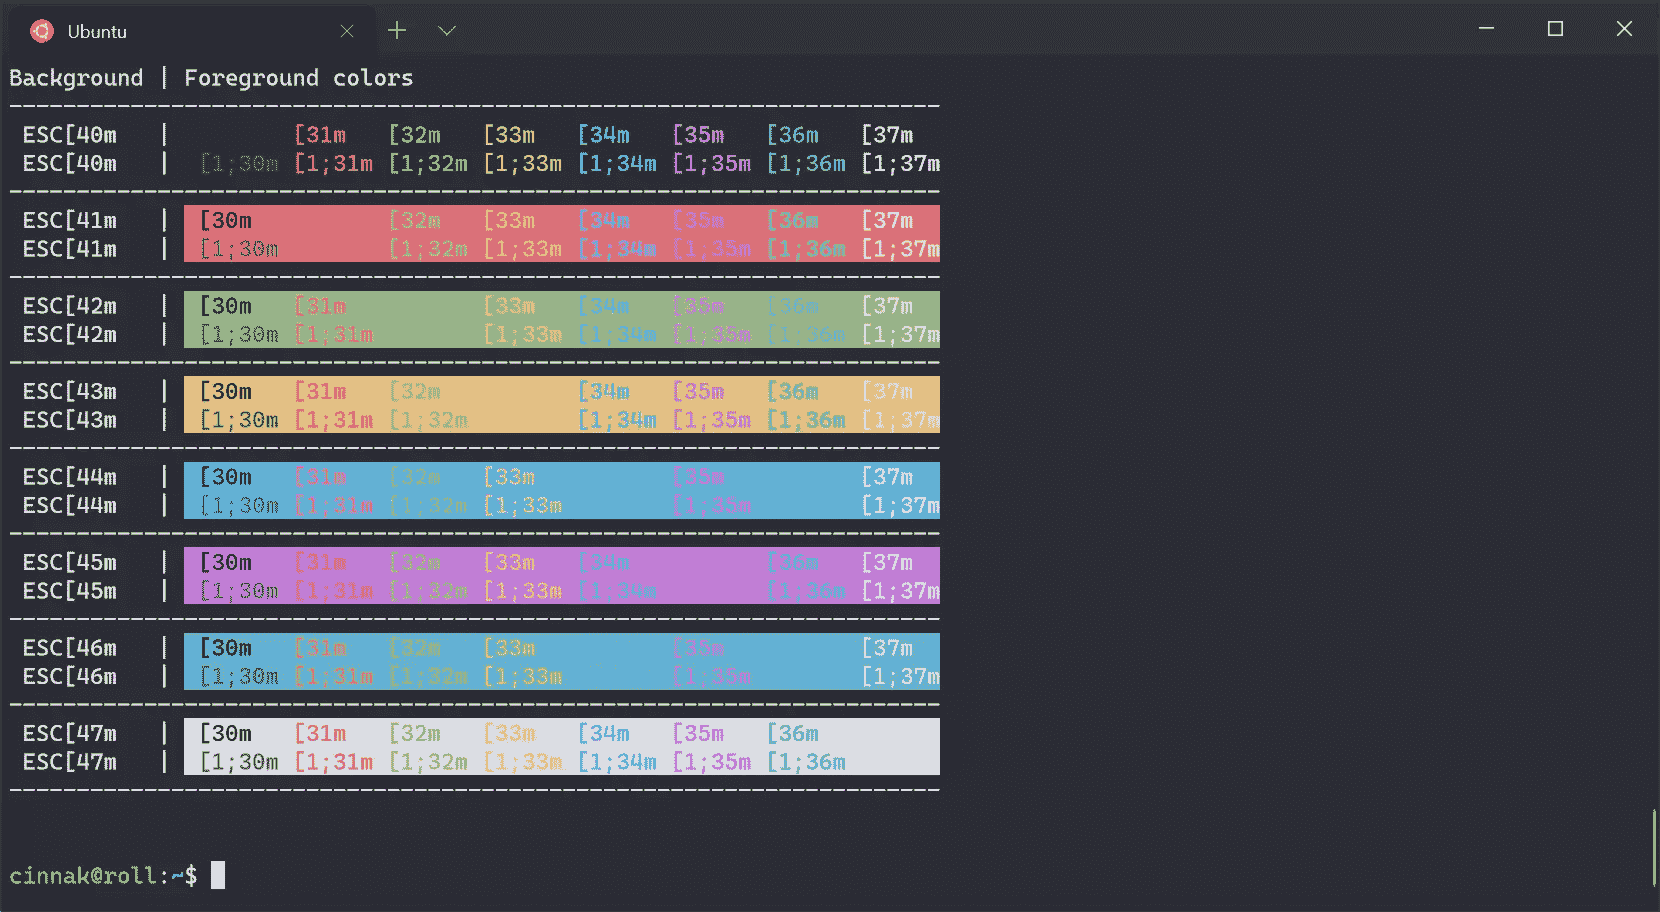 Ubuntu
Background | Foreground colors
----------------------------------------------------------------------
ESC[40m | [31m [32m [33m [34m [35m [36m [37m
ESC[40m | [1;30m [1;31m [1;32m [1;33m [1;34m [1;35m [1;36m [1;37m
----------------------------------------------------------------------
ESC[41m | [30m [32m [33m [34m [35m [36m [37m
ESC[41m | [1;30m [1;32m [1;33m [1;34m [1;35m [1;36m [1;37m
----------------------------------------------------------------------
ESC[42m | [30m [31m [33m [34m [35m [36m [37m
ESC[42m | [1;30m [1;31m [1;33m [1;34m [1;35m [1;36m [1;37m
----------------------------------------------------------------------
ESC[43m | [30m [31m [32m [34m [35m [36m [37m
ESC[43m | [1;30m [1;31m [1;32m [1;34m [1;35m [1;36m [1;37m
----------------------------------------------------------------------
ESC[44m | [30m [31m [32m [33m [35m [37m
ESC[44m | [1;30m [1;31m [1;32m [1;33m [1;35m [1;37m
----------------------------------------------------------------------
ESC[45m | [30m [31m [32m [33m [34m [36m [37m
ESC[45m | [1;30m [1;31m [1;32m [1;33m [1;34m [1;36m [1;37m
----------------------------------------------------------------------
ESC[46m | [30m [31m [32m [33m [35m [37m
ESC[46m | [1;30m [1;31m [1;32m [1;33m [1;35m [1;37m
----------------------------------------------------------------------
ESC[47m | [30m [31m [32m [33m [34m [35m [36m
ESC[47m | [1;30m [1;31m [1;32m [1;33m [1;34m [1;35m [1;36m
----------------------------------------------------------------------
cinnak@roll:~$